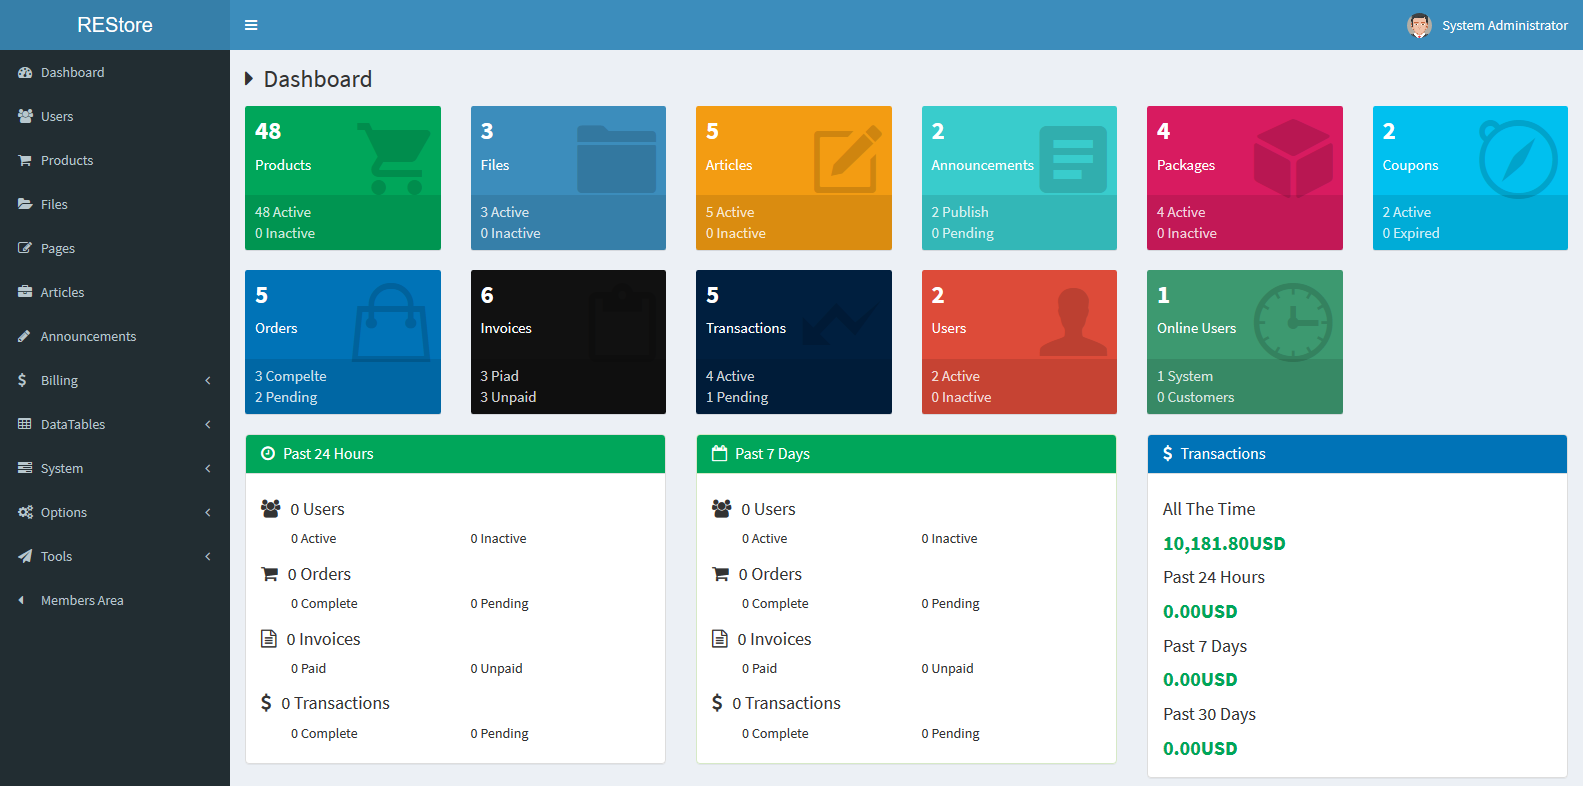 REStore
System Administrator
Dashboard
Users
Products
Files
Pages
Articles
Announcements
Billing
DataTables
System
Options
Tools
Members Area
Dashboard
48
Products
48 Active
0 Inactive
3
Files
3 Active
0 Inactive
5
Articles
5 Active
0 Inactive
2
Announcements
2 Publish
0 Pending
4
Packages
4 Active
0 Inactive
2
Coupons
2 Active
0 Expired
5
Orders
3 Compelte
2 Pending
6
Invoices
3 Piad
3 Unpaid
5
Transactions
4 Active
1 Pending
2
Users
2 Active
0 Inactive
1
Online Users
1 System
0 Customers
Past 24 Hours
0 Users
0 Active 0 Inactive
0 Orders
0 Complete 0 Pending
0 Invoices
0 Paid 0 Unpaid
$ 0 Transactions
0 Complete 0 Pending
Past 7 Days
0 Users
0 Active 0 Inactive
0 Orders
0 Complete 0 Pending
0 Invoices
0 Paid 0 Unpaid
$ 0 Transactions
0 Complete 0 Pending
$ Transactions
All The Time
10,181.80USD
Past 24 Hours
0.00USD
Past 7 Days
0.00USD
Past 30 Days
0.00USD